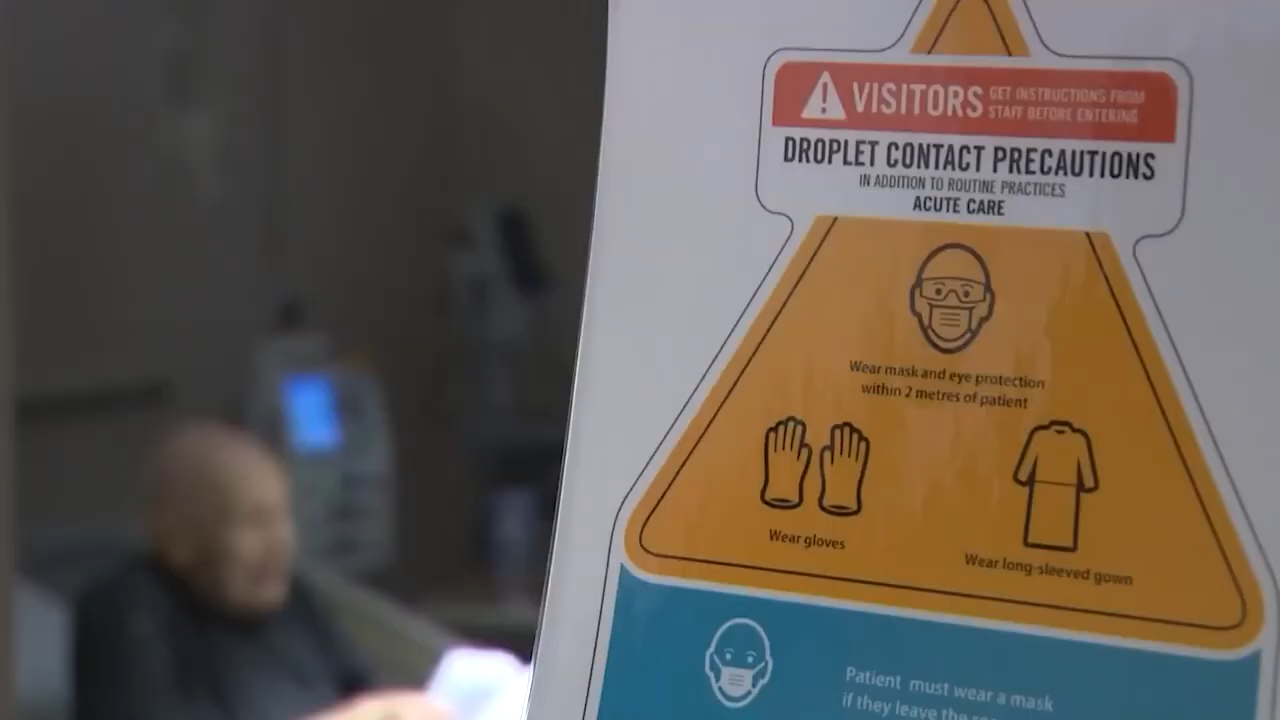 VISITORS GET INSTRUCTIONS FROM
STAFF BEFORE ENTERING
DROPLET CONTACT PRECAUTIONS
IN ADDITION TO ROUTINE PRACTICES
ACUTE CARE
Wear mask and eye protection
within 2 metres of patient
Wear gloves
Wear long-sleeved gown
Patient must wear a mask
if they leave the